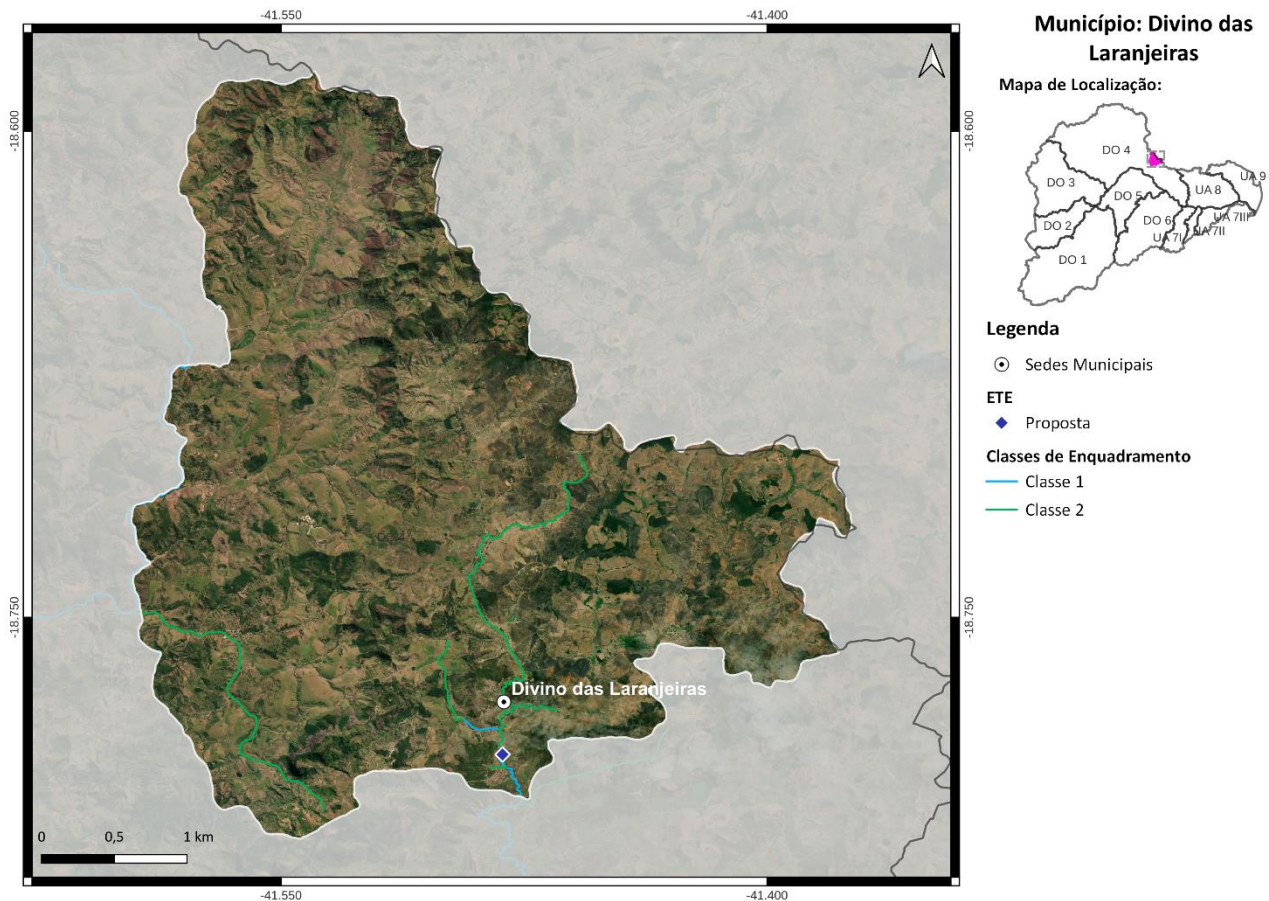 -41.550
-41.400
-18.600
-18.600
-18.750
-18.750
Divino das Laranjeiras
0
0,5
1 km
-41.550
-41.400
Município: Divino das
Laranjeiras
Mapa de Localização:
DO 4
DO 3
DO 5
UA 8
UA 9
DO 2
DO 6
UA 7III
UA 7II
UA 7I
DO 1
Legenda
Sedes Municipais
ETE
Proposta
Classes de Enquadramento
Classe 1
Classe 2